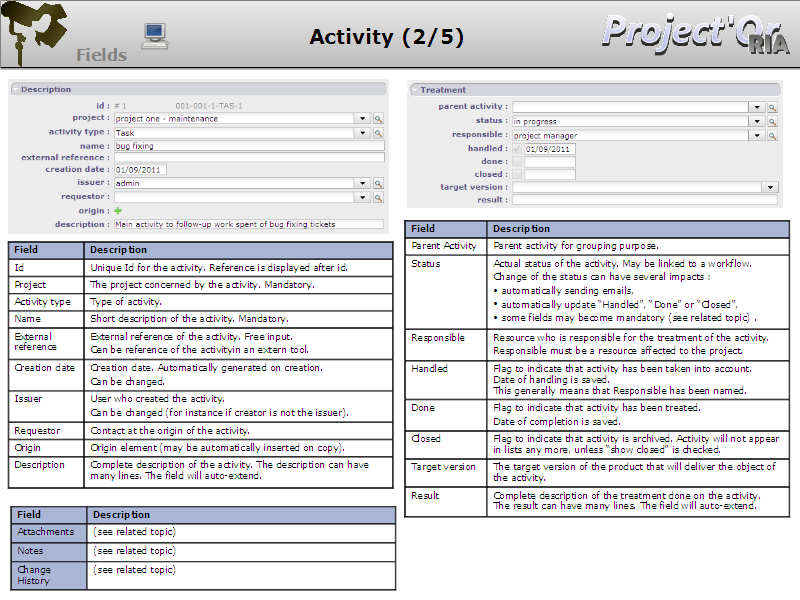 Fields
Activity (2/5)
Project'Or
RIA
Description
id : # 1 001-001-1-TAS-1
project : project one - maintenance
activity type : Task
name : bug fixing
external reference :
creation date : 01/09/2011
issuer : admin
requestor :
origin :
description : Main activity to follow-up work spent of bug fixing tickets
Field Description
Id Unique Id for the activity. Reference is displayed after id.
Project The project concerned by the activity. Mandatory.
Activity type Type of activity.
Name Short description of the activity. Mandatory.
External reference External reference of the activity. Free input.
Can be reference of the activityin an extern tool.
Creation date Creation date. Automatically generated on creation.
Can be changed.
Issuer User who created the activity.
Can be changed (for instance if creator is not the issuer).
Requestor Contact at the origin of the activity.
Origin Origin element (may be automatically inserted on copy).
Description Complete description of the activity. The description can have
many lines. The field will auto-extend.
Field Description
Attachments (see related topic)
Notes (see related topic)
Change History (see related topic)
Treatment
parent activity :
status : in progress
responsible : project manager
handled : 01/09/2011
done :
closed :
target version :
result :
Field Description
Parent Activity Parent activity for grouping purpose.
Status Actual status of the activity. May be linked to a workflow.
Change of the status can have several impacts :
• automatically sending emails,
• automatically update “Handled”, “Done” or “Closed”,
• some fields may become mandatory (see related topic) .
Responsible Resource who is responsible for the treatment of the activity.
Responsible must be a resource affected to the project.
Handled Flag to indicate that activity has been taken into account.
Date of handling is saved.
This generally means that Responsible has been named.
Done Flag to indicate that activity has been treated.
Date of completion is saved.
Closed Flag to indicate that activity is archived. Activity will not appear
in lists any more, unless “show closed” is checked.
Target version The target version of the product that will deliver the object of
the activity.
Result Complete description of the treatment done on the activity.
The result can have many lines. The field will auto-extend.